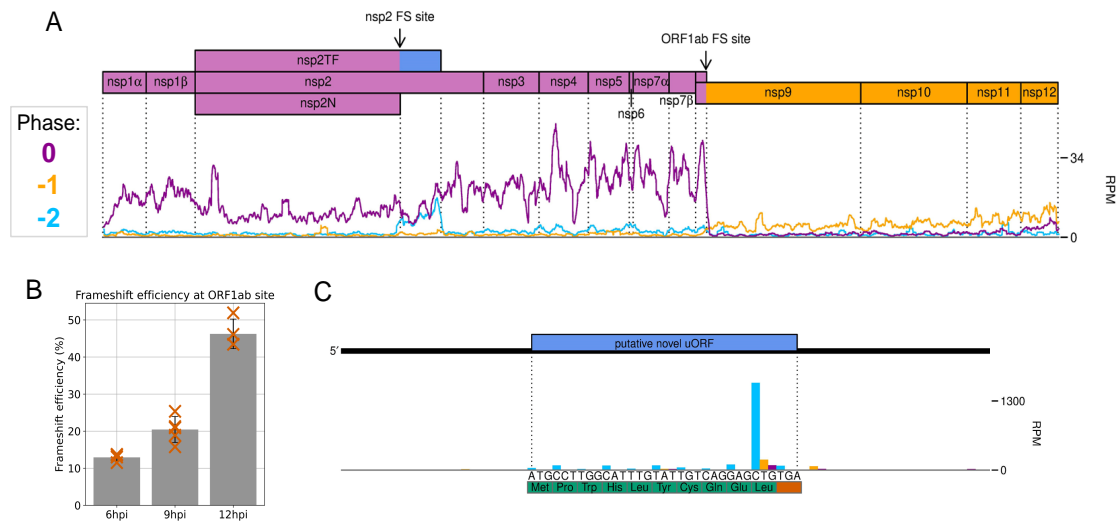 A
nsp2 FS site
ORF1ab FS site
nsp2TF
nsp1α nsp1β nsp2 nsp3 nsp4 nsp5 nsp7α
nsp9 nsp10 nsp11 nsp12
nsp2N
nsp7β
nsp6
Phase:
0
-1
-2
34
0
RPM
B
Frameshift efficiency at ORF1ab site
Frameshift efficiency (%)
50
40
30
20
10
0
6hpi 9hpi 12hpi
C
5′
putative novel uORF
1300
0
RPM
ATGCCTTGGCATTTGTATTGTCAGGAGCTGTGA
Met Pro Trp His Leu Tyr Cys Gln Glu Leu